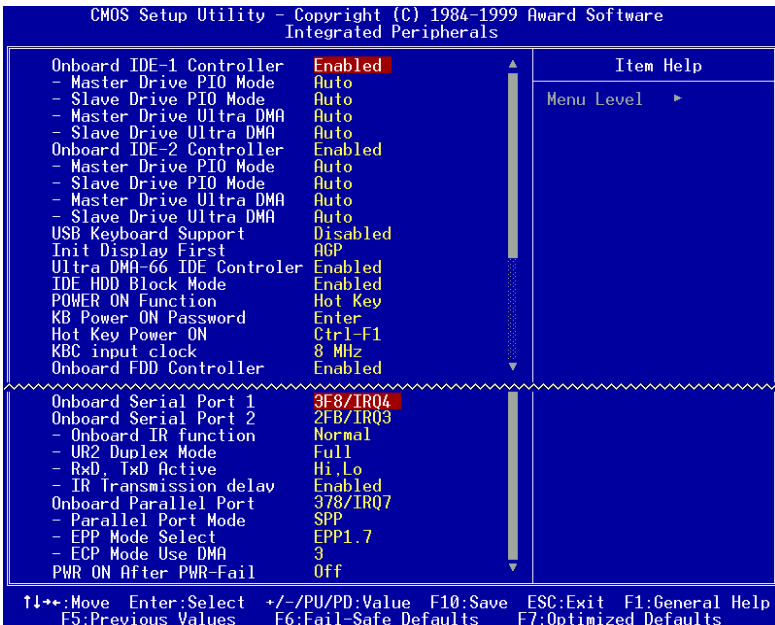 CMOS Setup Utility - Copyright (C) 1984-1999 Award Software
Integrated Peripherals
Onboard IDE-1 Controller Enabled
- Master Drive PIO Mode Auto
- Slave Drive PIO Mode Auto
- Master Drive Ultra DMA Auto
- Slave Drive Ultra DMA Auto
Onboard IDE-2 Controller Enabled
- Master Drive PIO Mode Auto
- Slave Drive PIO Mode Auto
- Master Drive Ultra DMA Auto
- Slave Drive Ultra DMA Auto
USB Keyboard Support Disabled
Init Display First AGP
Ultra DMA-66 IDE Controler Enabled
IDE HDD Block Mode Enabled
POWER ON Function Hot Key
KB Power ON Password Enter
Hot Key Power ON Ctrl-F1
KBC input clock 8 MHz
Onboard FDD Controller Enabled
Item Help
Menu Level ►
Onboard Serial Port 1 3F8/IRQ4
Onboard Serial Port 2 2FB/IRQ3
- Onboard IR function Normal
- UR2 Duplex Mode Full
- RxD, TxD Active Hi,Lo
- IR Transmission delay Enabled
Onboard Parallel Port 378/IRQ7
- Parallel Port Mode SPP
- EPP Mode Select EPP1.7
- ECP Mode Use DMA 3
PWR ON After PWR-Fail Off
↑↓→←:Move Enter:Select +/-/PU/PD:Value F10:Save ESC:Exit F1:General Help
F5:Previous Values F6:Fail-Safe Defaults F7:Optimized Defaults